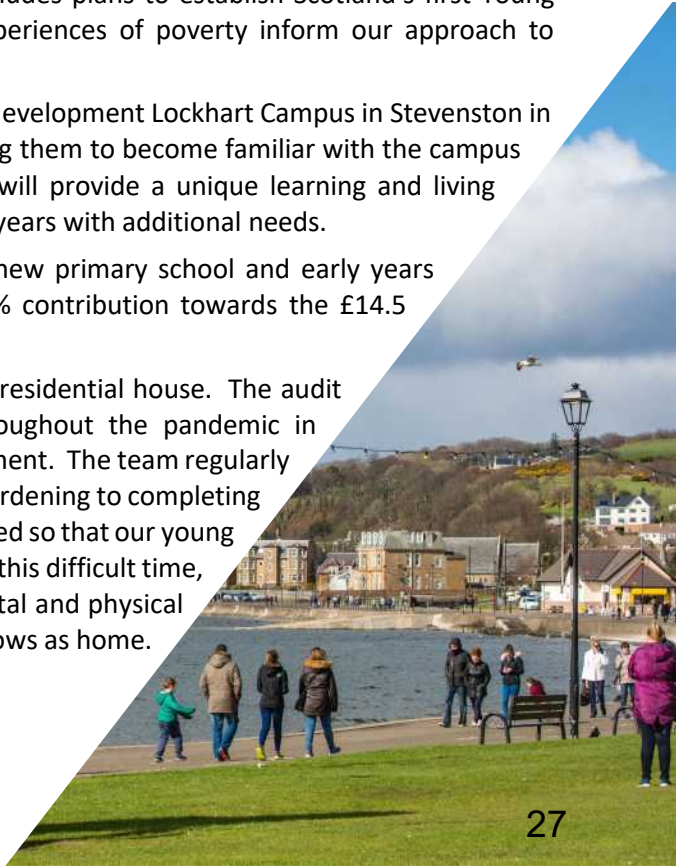 cludes plans to establish Scotland's first Young
periences of poverty inform our approach to
evelopment Lockhart Campus in Stevenston in
g them to become familiar with the campus
will provide a unique learning and living
years with additional needs.
new primary school and early years
% contribution towards the £14.5
residential house. The audit
oughout the pandemic in
ment. The team regularly
rdening to completing
ed so that our young
this difficult time,
tal and physical
ows as home.
27